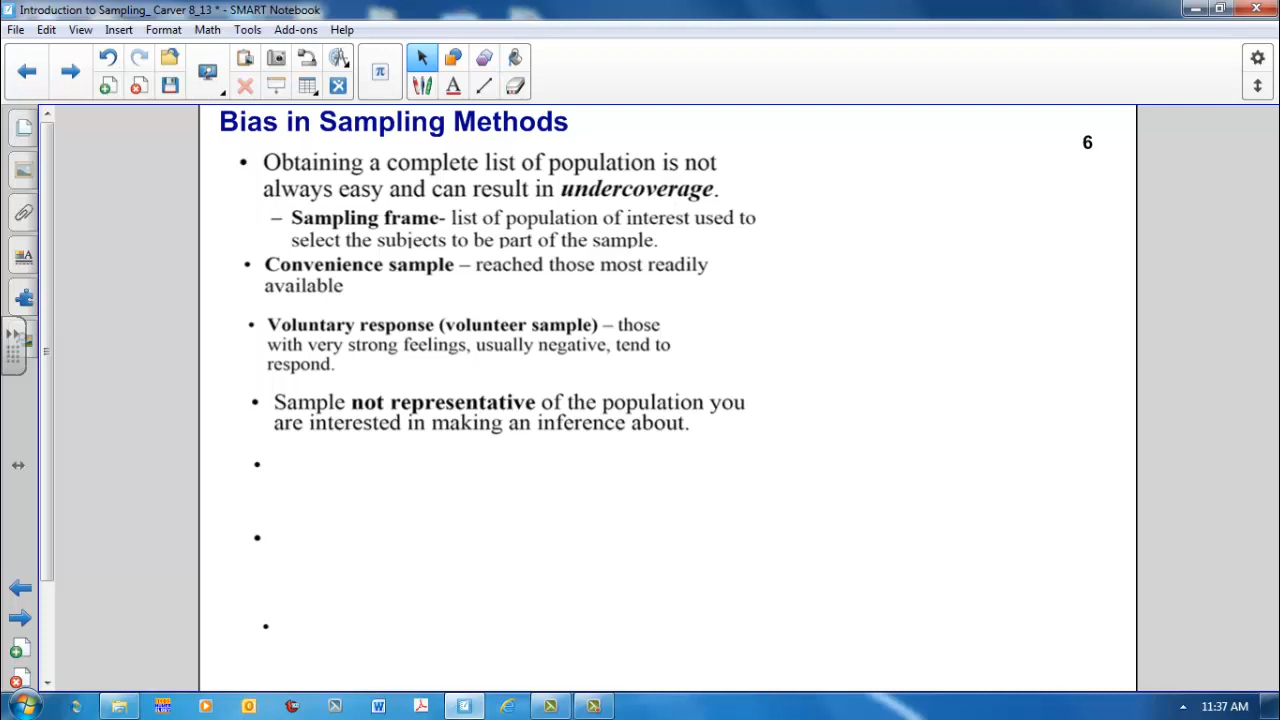 Introduction to Sampling_ Carver 8_13 * - SMART Notebook
File Edit View Insert Format Math Tools Add-ons Help
π
A
Bias in Sampling Methods
6
• Obtaining a complete list of population is not
always easy and can result in undercoverage.
– Sampling frame- list of population of interest used to
select the subjects to be part of the sample.
• Convenience sample – reached those most readily
available
• Voluntary response (volunteer sample) – those
with very strong feelings, usually negative, tend to
respond.
• Sample not representative of the population you
are interested in making an inference about.
•
•
•
11:37 AM